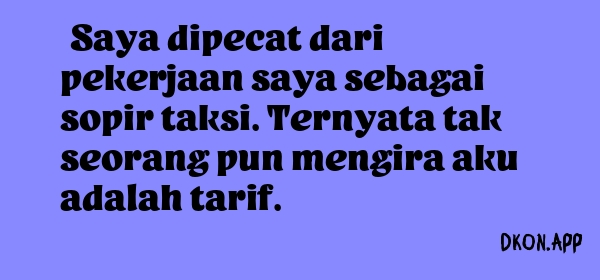 Saya dipecat dari
pekerjaan saya sebagai
sopir taksi. Ternyata tak
seorang pun mengira aku
adalah tarif.
DKON.APP